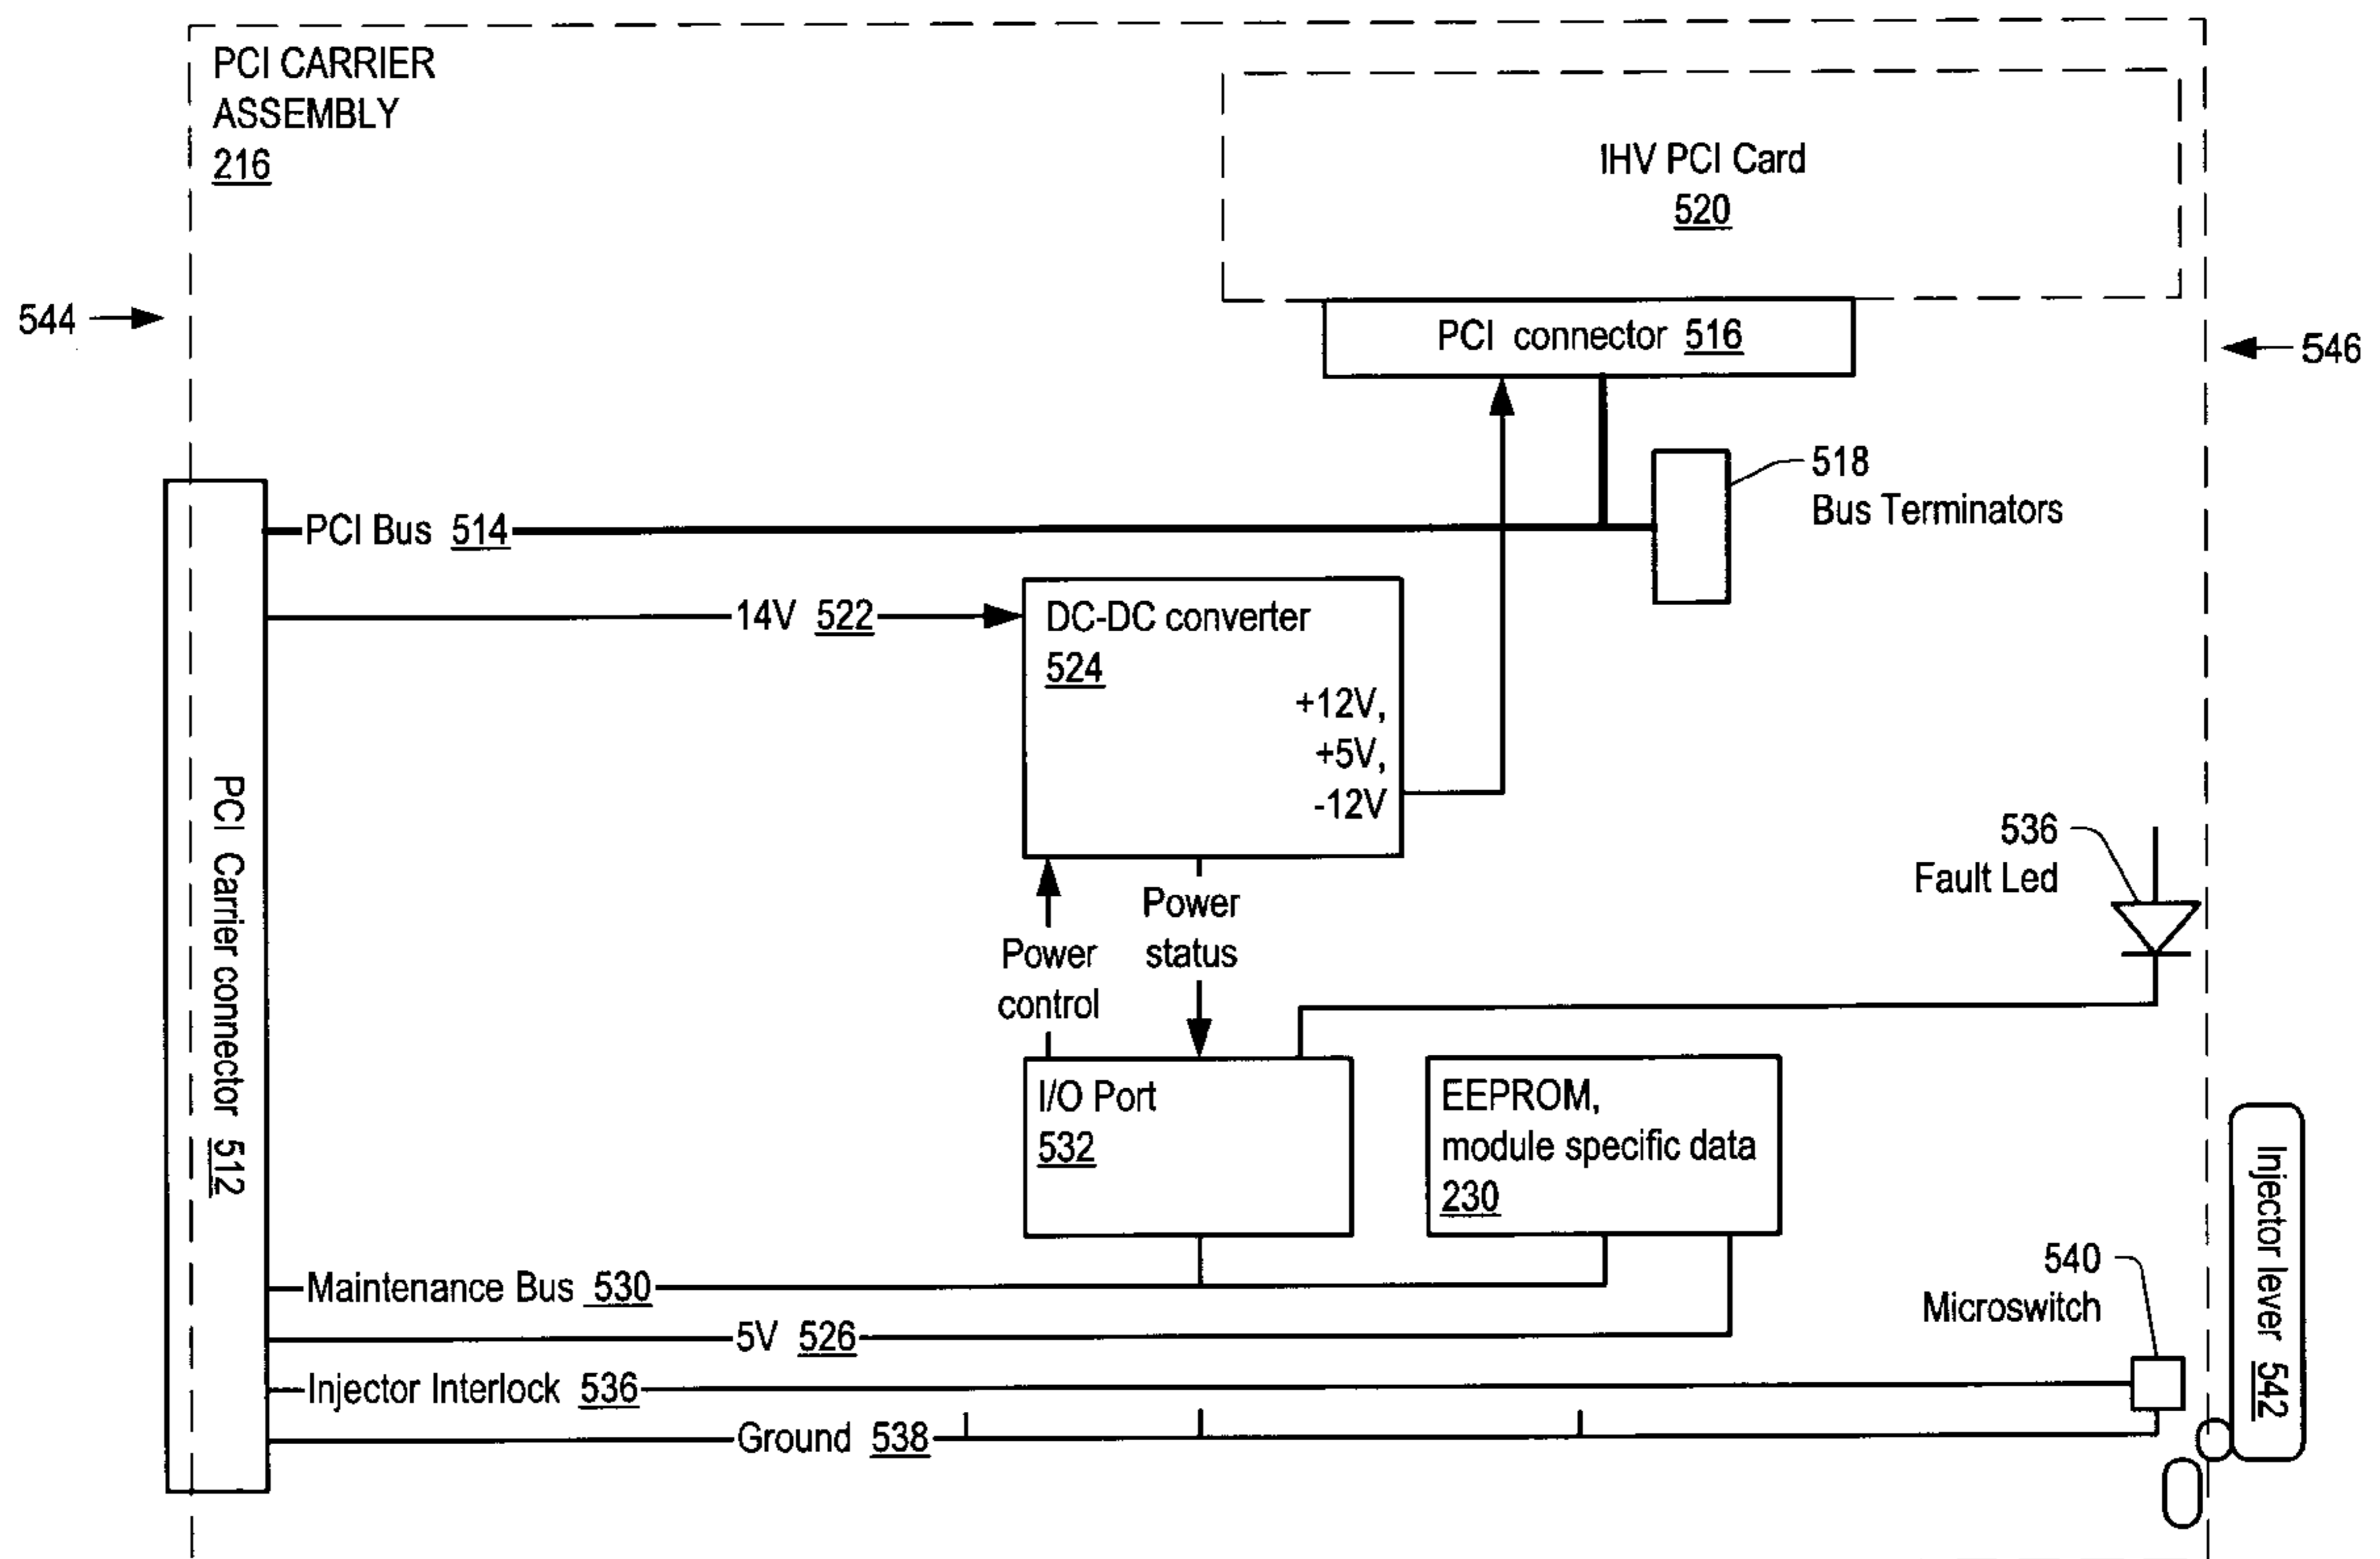 PCI CARRIER
ASSEMBLY
216
IHV PCI Card
520
544
PCI connector 516
546
518
Bus Terminators
PCI Bus 514
14V 522
DC-DC converter
524
+12V,
+5V,
-12V
PCI Carrier connector 512
536
Fault Led
Power
status
Power
control
I/O Port
532
EEPROM,
module specific data
230
Injector lever 542
540
Microswitch
Maintenance Bus 530
5V 526
Injector Interlock 536
Ground 538